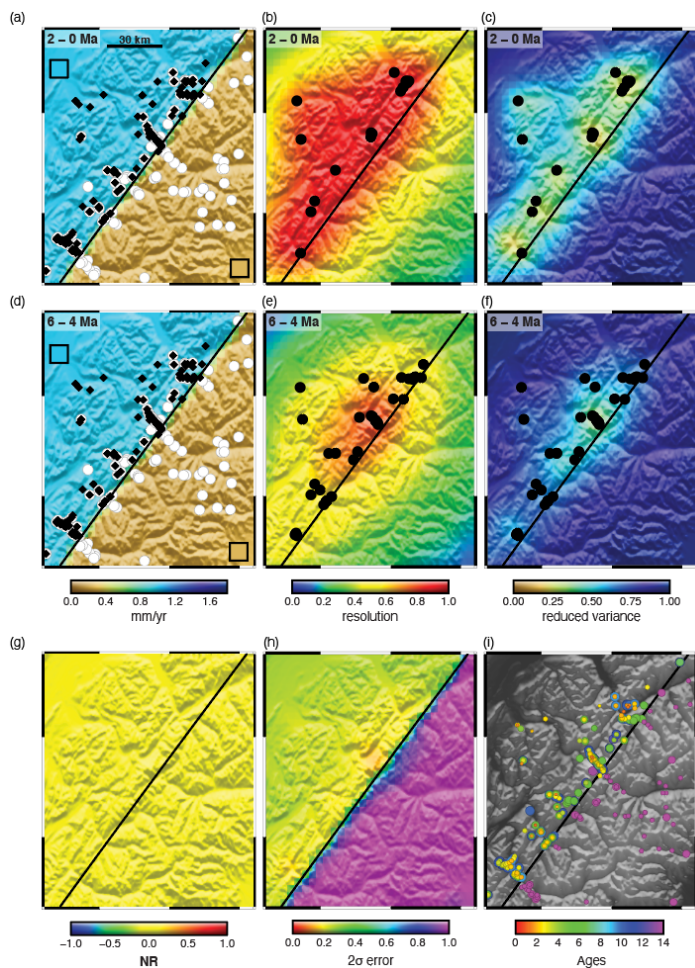 (a) (b) (c)
2 – 0 Ma 30 km 2 – 0 Ma 2 – 0 Ma
(d) (e) (f)
6 – 4 Ma 6 – 4 Ma 6 – 4 Ma
0.0 0.4 0.8 1.2 1.6 0.0 0.2 0.4 0.6 0.8 1.0 0.00 0.25 0.50 0.75 1.00
mm/yr resolution reduced variance
(g) (h) (i)
−1.0 −0.5 0.0 0.5 1.0 0.0 0.2 0.4 0.6 0.8 1.0 0 2 4 6 8 10 12 14
NR 2σ error Ages